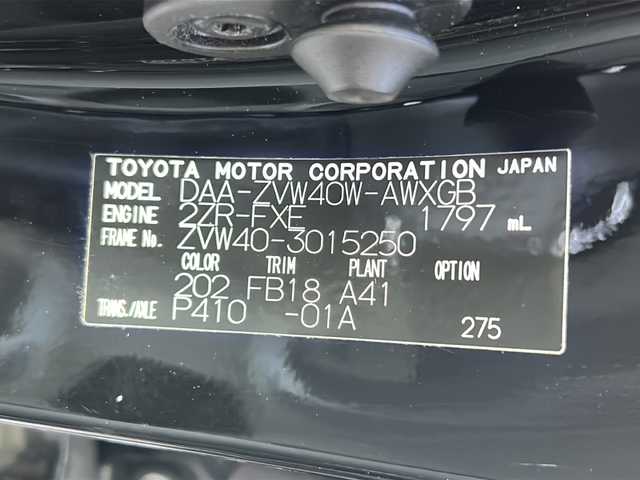 TOYOTA MOTOR CORPORATION JAPAN
MODEL DAA-ZVW40W-AWXGB
ENGINE 2ZR-FXE 1797 mL
FRAME No. ZVW40-3015250
COLOR TRIM PLANT OPTION
202 FB18 A41
TRANS./AXLE P410 -01A 275